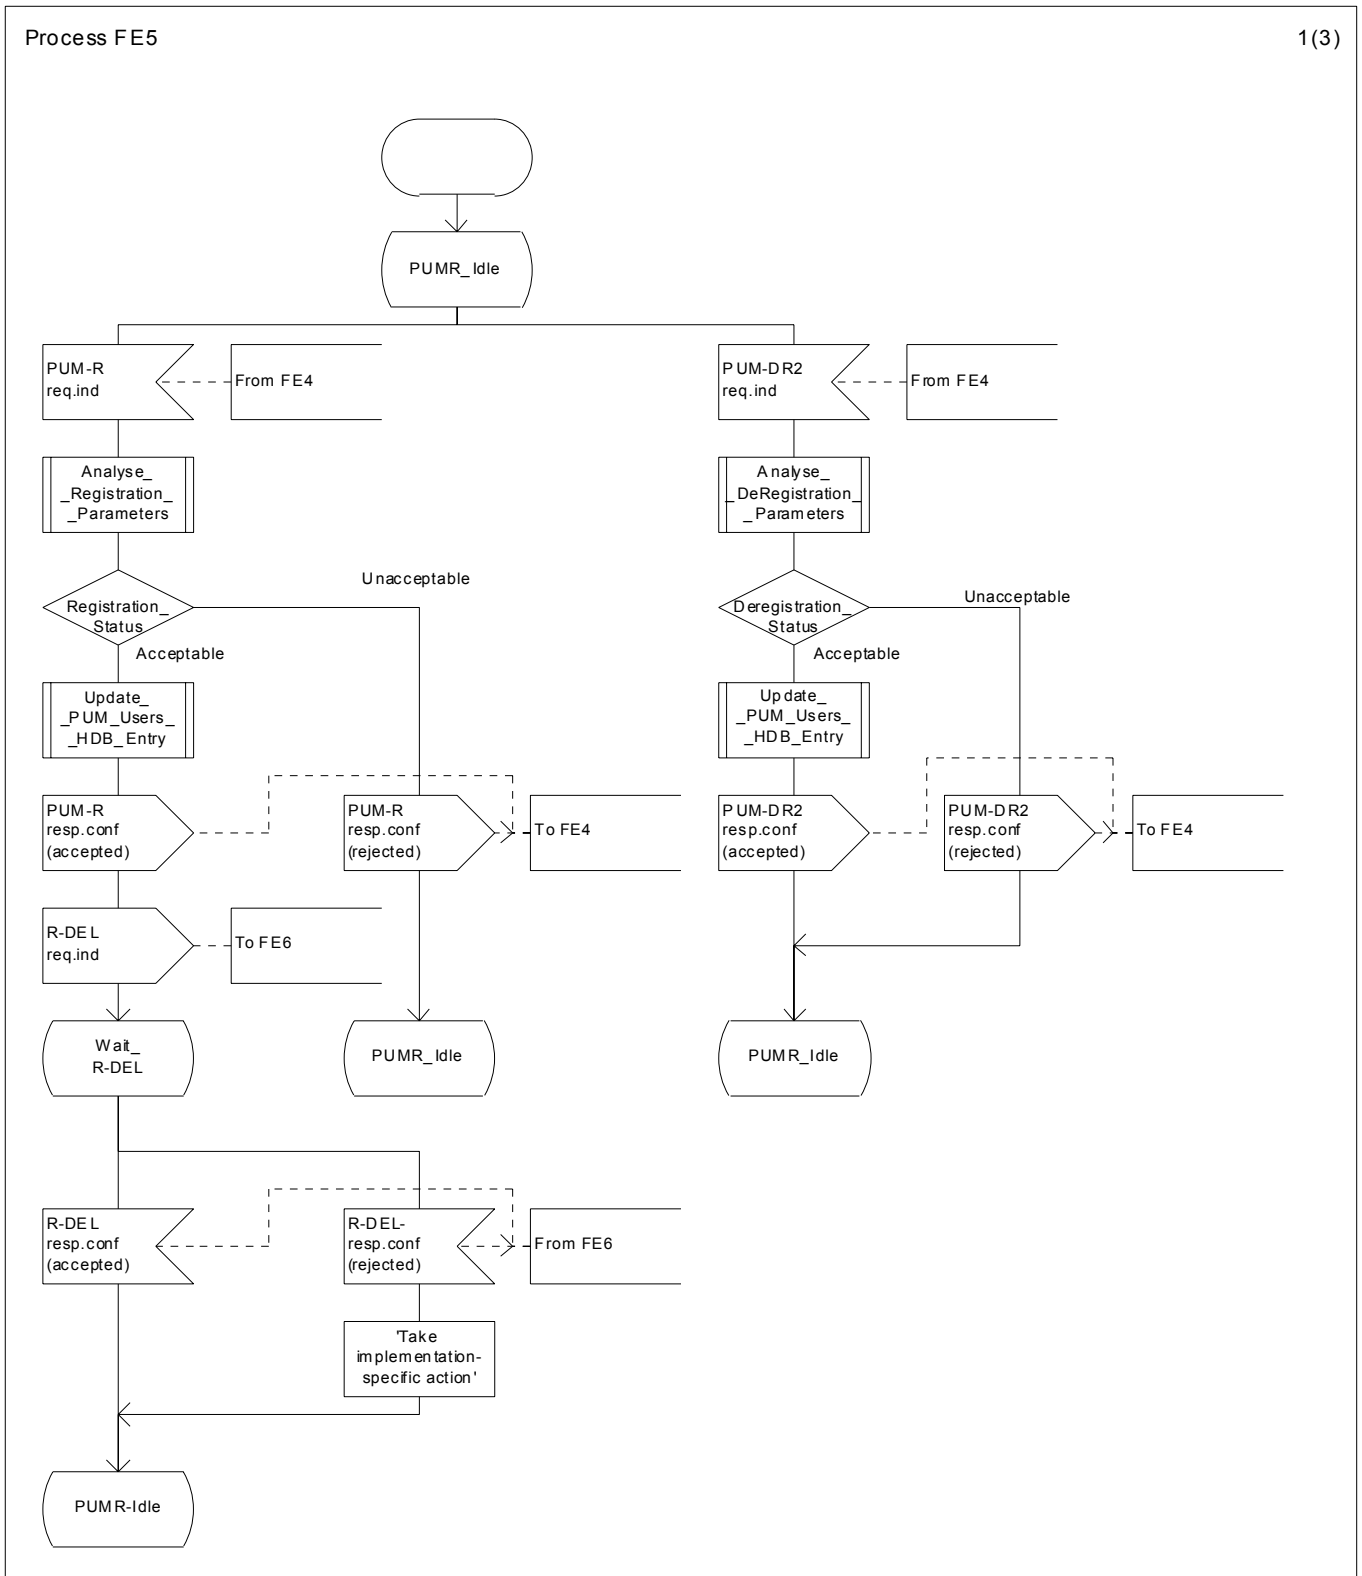 Process FE5
1(3)
PUMR_Idle
PUM-R
req.ind
From FE4
PUM-DR2
req.ind
From FE4
Analyse_
_Registration_
_Parameters
Analyse_
_DeRegistration_
_Parameters
Unacceptable
Registration_
Status
Acceptable
Unacceptable
Deregistration_
Status
Acceptable
Update_
_PUM_Users_
_HDB_Entry
Update_
_PUM_Users_
_HDB_Entry
PUM-R
resp.conf
(accepted)
PUM-R
resp.conf
(rejected)
To FE4
PUM-DR2
resp.conf
(accepted)
PUM-DR2
resp.conf
(rejected)
To FE4
R-DEL
req.ind
To FE6
Wait_
R-DEL
PUMR_Idle
PUMR_Idle
R-DEL
resp.conf
(accepted)
R-DEL-
resp.conf
(rejected)
From FE6
'Take
implementation-
specific action'
PUMR-Idle